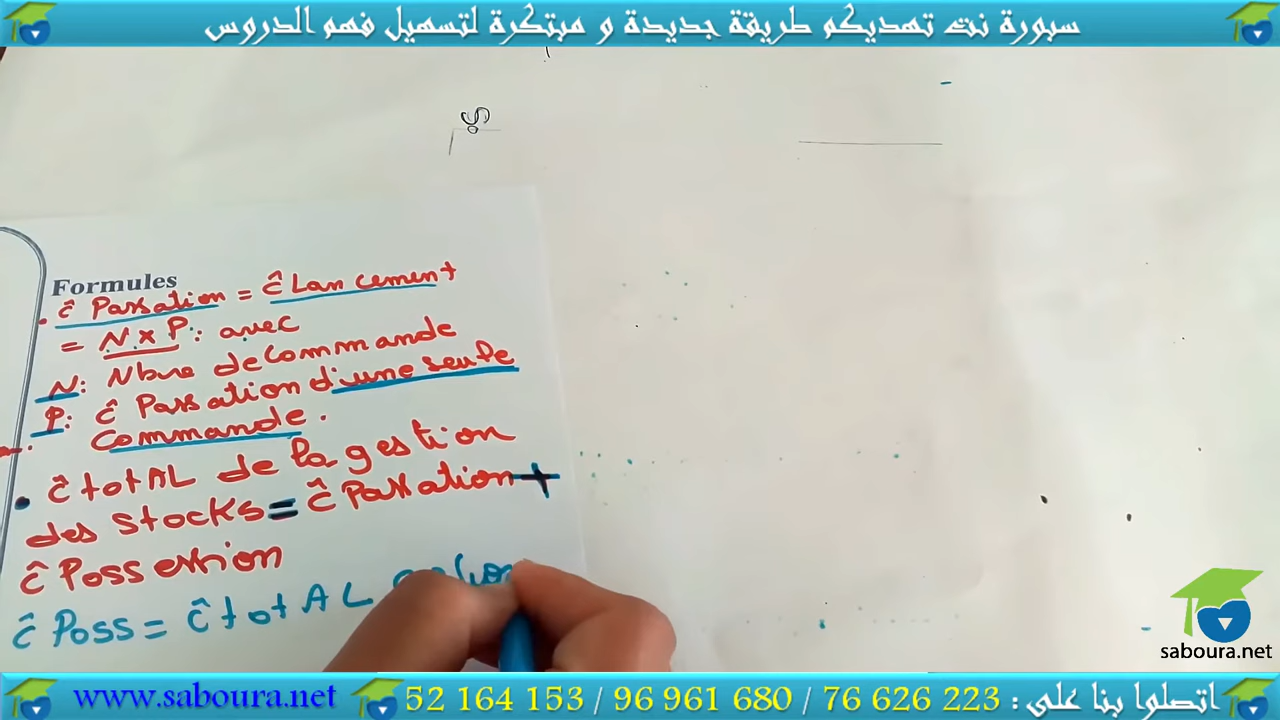 سبورة نت تهديكم طريقة جديدة و مبتكرة لتسهيل فهم الدروس
Formules
. ĉ Passation = ĉ Lancement
= N x P : avec
N : Nbre de Commande
P : ĉ Passation d'une seule
Commande .
• ĉ totAL de la gestion
des Stocks = ĉ Passation +
ĉ Possession
ĉ Poss = ĉ totAL
saboura.net
www.saboura.net 52 164 153 / 96 961 680 / 76 626 223 : اتصلوا بنا على